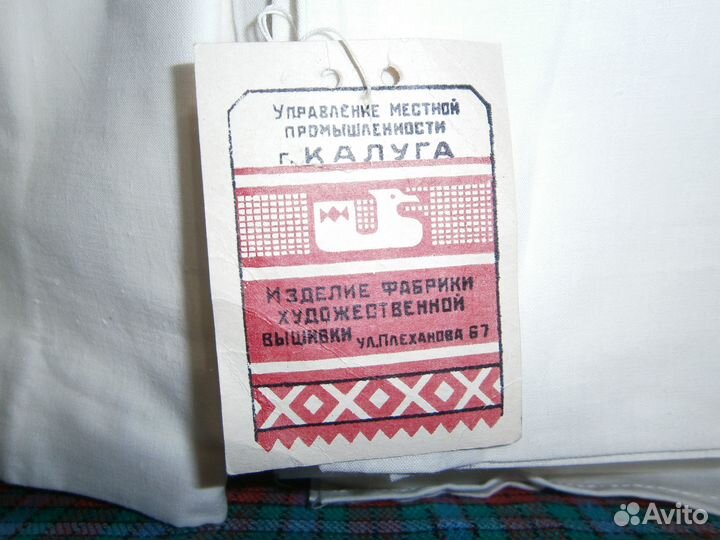 Управление местной
промышленности
г. Калуга
Изделие фабрики
художественной
вышивки ул.Плеханова 67
Avito